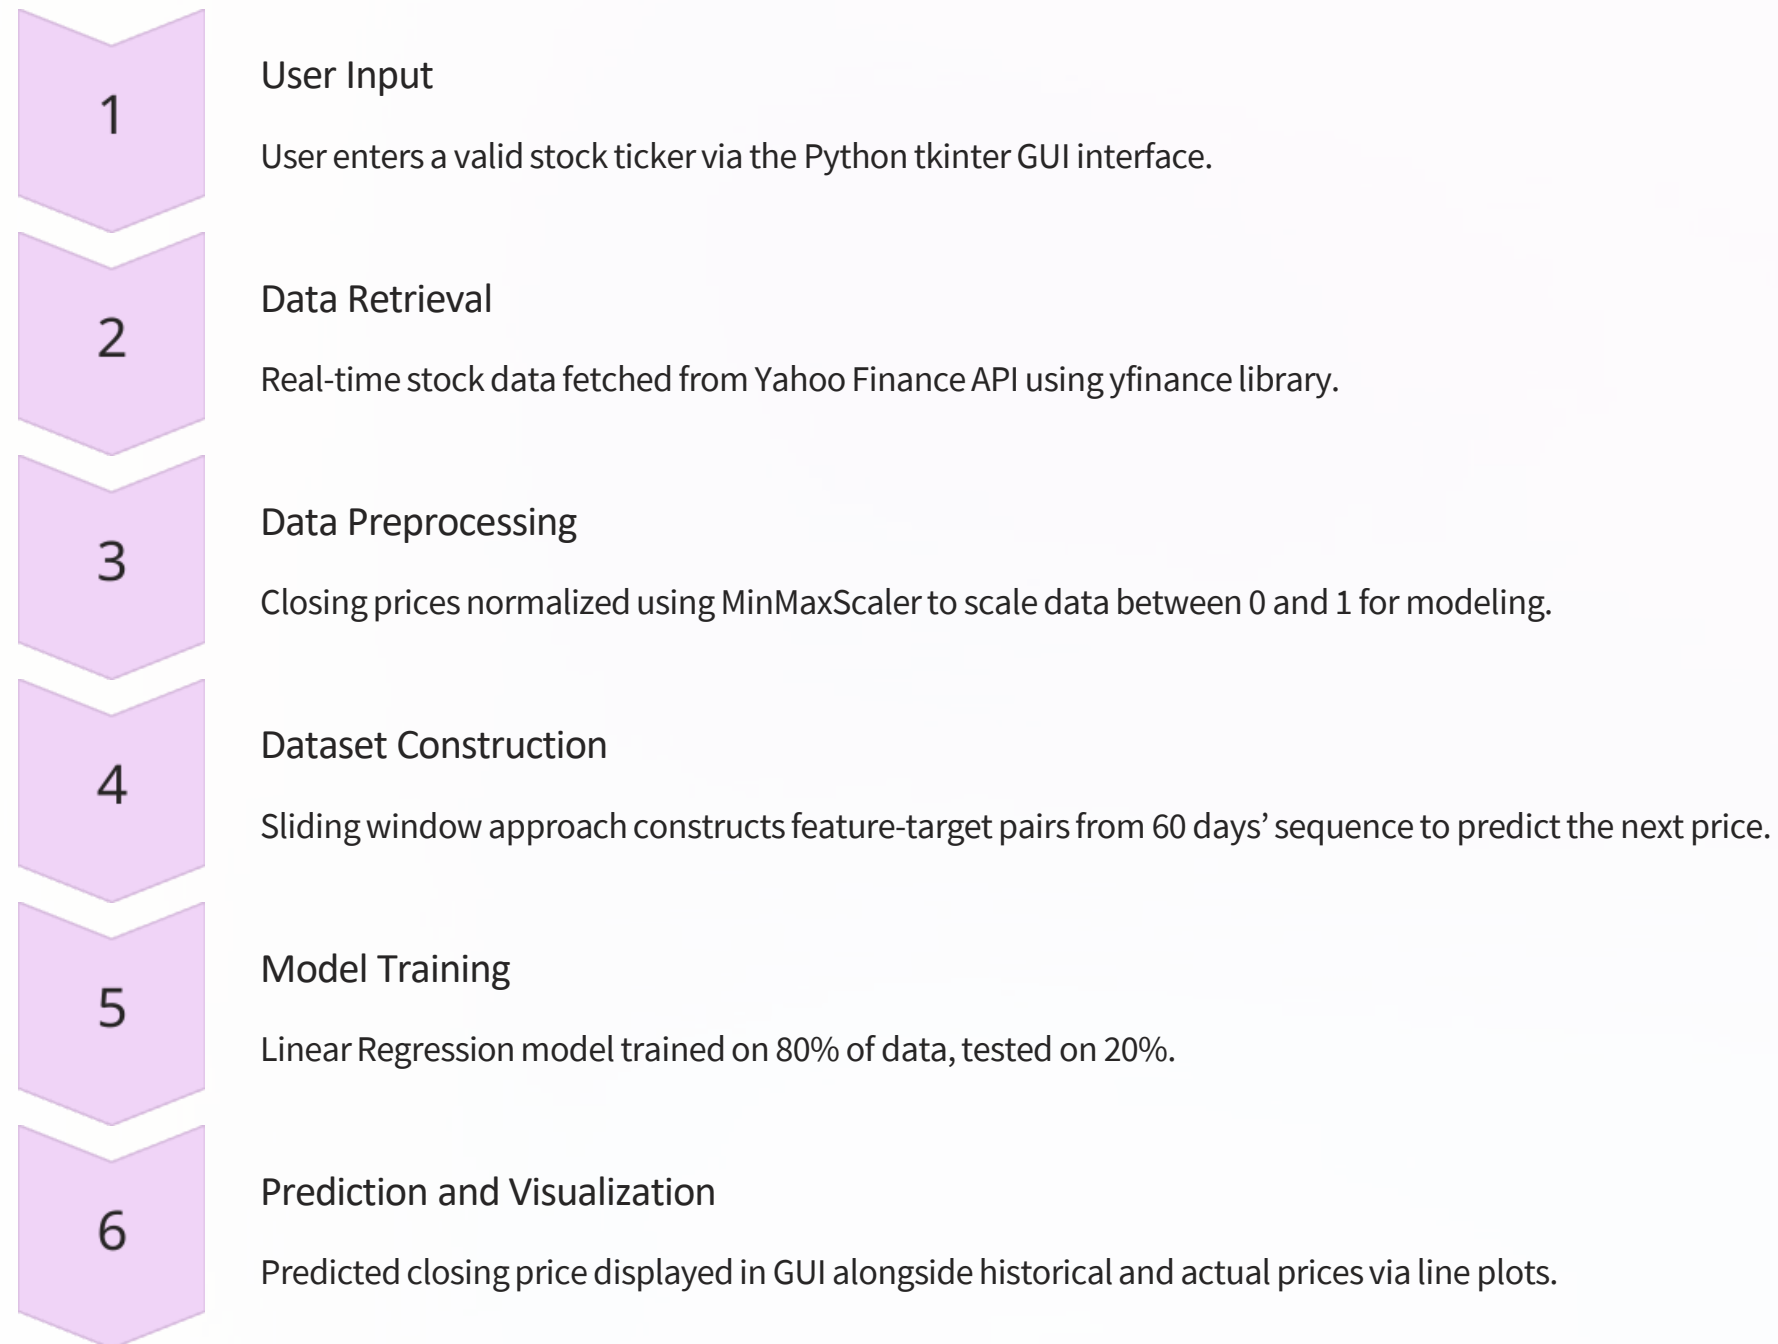 1
User Input
User enters a valid stock ticker via the Python tkinter GUI interface.
2
Data Retrieval
Real-time stock data fetched from Yahoo Finance API using yfinance library.
3
Data Preprocessing
Closing prices normalized using MinMaxScaler to scale data between 0 and 1 for modeling.
4
Dataset Construction
Sliding window approach constructs feature-target pairs from 60 days’ sequence to predict the next price.
5
Model Training
Linear Regression model trained on 80% of data, tested on 20%.
6
Prediction and Visualization
Predicted closing price displayed in GUI alongside historical and actual prices via line plots.